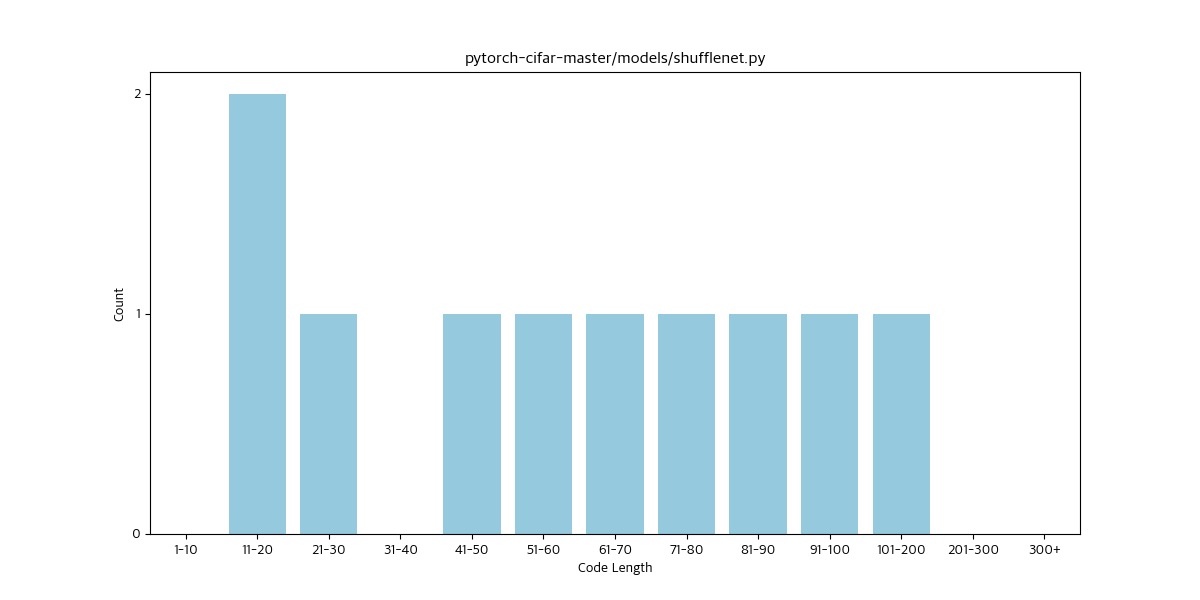 pytorch-cifar-master/models/shufflenet.py
2
1
0
Count
1-10 11-20 21-30 31-40 41-50 51-60 61-70 71-80 81-90 91-100 101-200 201-300 300+
Code Length